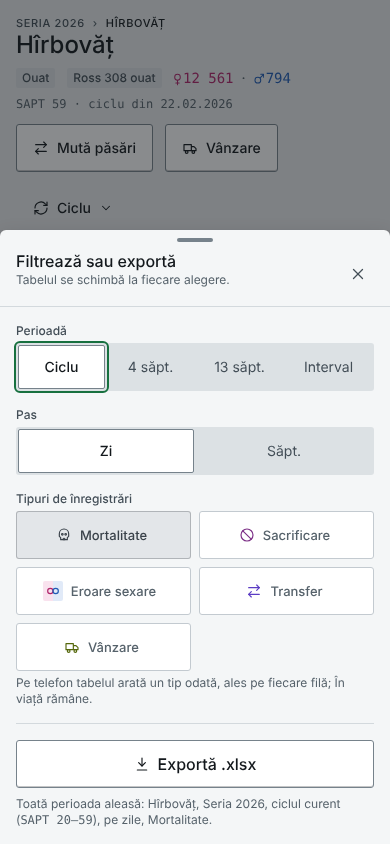 SERIA 2026 › HÎRBOVĂȚ
Hîrbovăț
Ouat Ross 308 ouat ♀12 561 · ♂794
SĂPT 59 · ciclu din 22.02.2026
Mută păsări Vânzare
Ciclu
Filtrează sau exportă
Tabelul se schimbă la fiecare alegere.
Perioadă
Ciclu 4 săpt. 13 săpt. Interval
Pas
Zi Săpt.
Tipuri de înregistrări
Mortalitate Sacrificare
Eroare sexare Transfer
Vânzare
Pe telefon tabelul arată un tip odată, ales pe fiecare filă; În
viață rămâne.
Exportă .xlsx
Toată perioada aleasă: Hîrbovăț, Seria 2026, ciclul curent
(SĂPT 20–59), pe zile, Mortalitate.